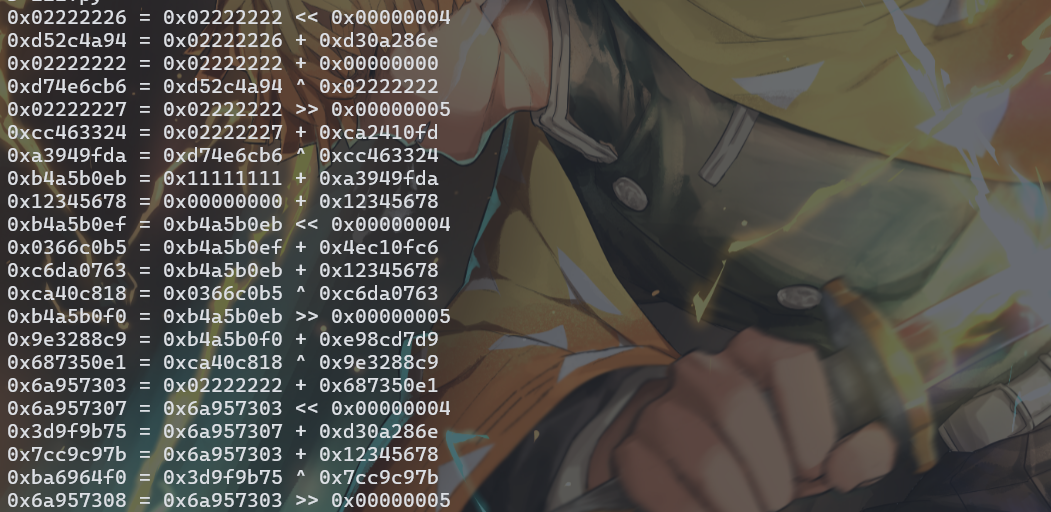 0x02222226 = 0x02222222 << 0x00000004
0xd52c4a94 = 0x02222226 + 0xd30a286e
0x02222222 = 0x02222222 + 0x00000000
0xd74e6cb6 = 0xd52c4a94 ^ 0x02222222
0x02222227 = 0x02222222 >> 0x00000005
0xcc463324 = 0x02222227 + 0xca2410fd
0xa3949fda = 0xd74e6cb6 ^ 0xcc463324
0xb4a5b0eb = 0x11111111 + 0xa3949fda
0x12345678 = 0x00000000 + 0x12345678
0xb4a5b0ef = 0xb4a5b0eb << 0x00000004
0x0366c0b5 = 0xb4a5b0ef + 0x4ec10fc6
0xc6da0763 = 0xb4a5b0eb + 0x12345678
0xca40c818 = 0x0366c0b5 ^ 0xc6da0763
0xb4a5b0f0 = 0xb4a5b0eb >> 0x00000005
0x9e3288c9 = 0xb4a5b0f0 + 0xe98cd7d9
0x687350e1 = 0xca40c818 ^ 0x9e3288c9
0x6a957303 = 0x02222222 + 0x687350e1
0x6a957307 = 0x6a957303 << 0x00000004
0x3d9f9b75 = 0x6a957307 + 0xd30a286e
0x7cc9c97b = 0x6a957303 + 0x12345678
0xba6964f0 = 0x3d9f9b75 ^ 0x7cc9c97b
0x6a957308 = 0x6a957303 >> 0x00000005